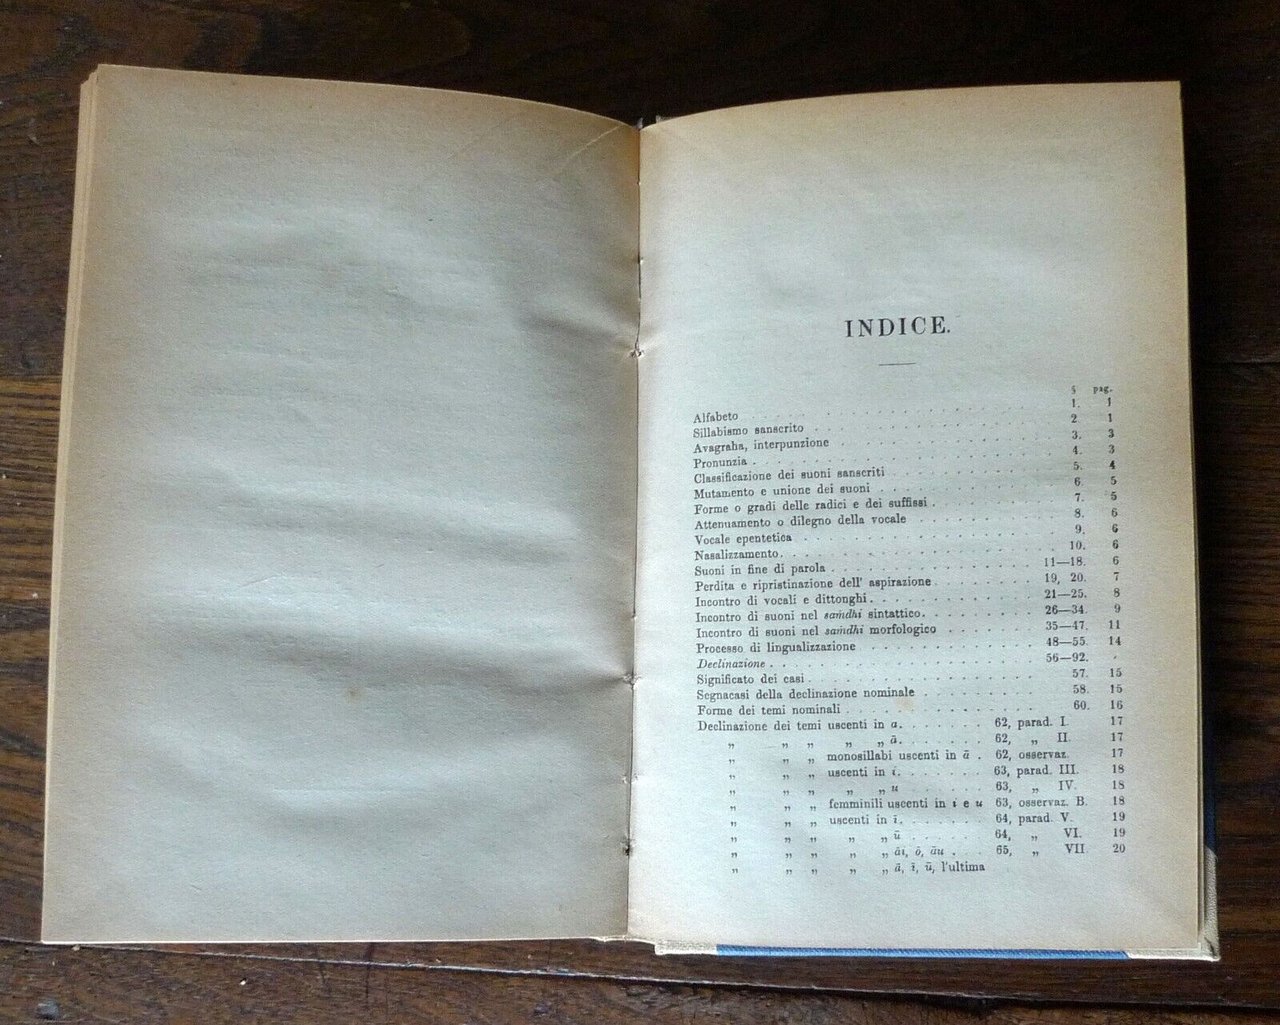 INDICE.
§ pag.
Alfabeto 1. 1
Sillabismo sanscrito 2 1
Avagraha, interpunzione 3. 3
Pronunzia 4. 3
Classificazione dei suoni sanscriti 5. 4
Mutamento e unione dei suoni 6. 5
Forme o gradi delle radici e dei suffissi 7. 5
Attenuamento o dilegno della vocale 8. 6
Vocale epentetica 9. 6
Nasalizzamento 10. 6
Suoni in fine di parola 11—18. 6
Perdita e ripristinazione dell' aspirazione 19, 20. 7
Incontro di vocali e dittonghi 21—25. 8
Incontro di suoni nel saṁdhi sintattico 26—34. 9
Incontro di suoni nel saṁdhi morfologico 35—47. 11
Processo di lingualizzazione 48—55. 14
Declinazione 56—92.
Significato dei casi 57. 15
Segnacasi della declinazione nominale 58. 15
Forme dei temi nominali 60. 16
Declinazione dei temi uscenti in a 62, parad. I. 17
„ „ „ „ „ ā 62, „ II. 17
„ „ „ monosillabi uscenti in ā 62, osservaz. 17
„ „ „ uscenti in i 63, parad. III. 18
„ „ „ „ „ u 63, „ IV. 18
„ „ „ femminili uscenti in i e u 63, osservaz. B. 18
„ „ „ uscenti in ī 64, parad. V. 19
„ „ „ „ „ ū 64, „ VI. 19
„ „ „ „ „ āi, ō, āu 65, „ VII. 20
„ „ „ „ „ ā, ī, ū, l'ultima